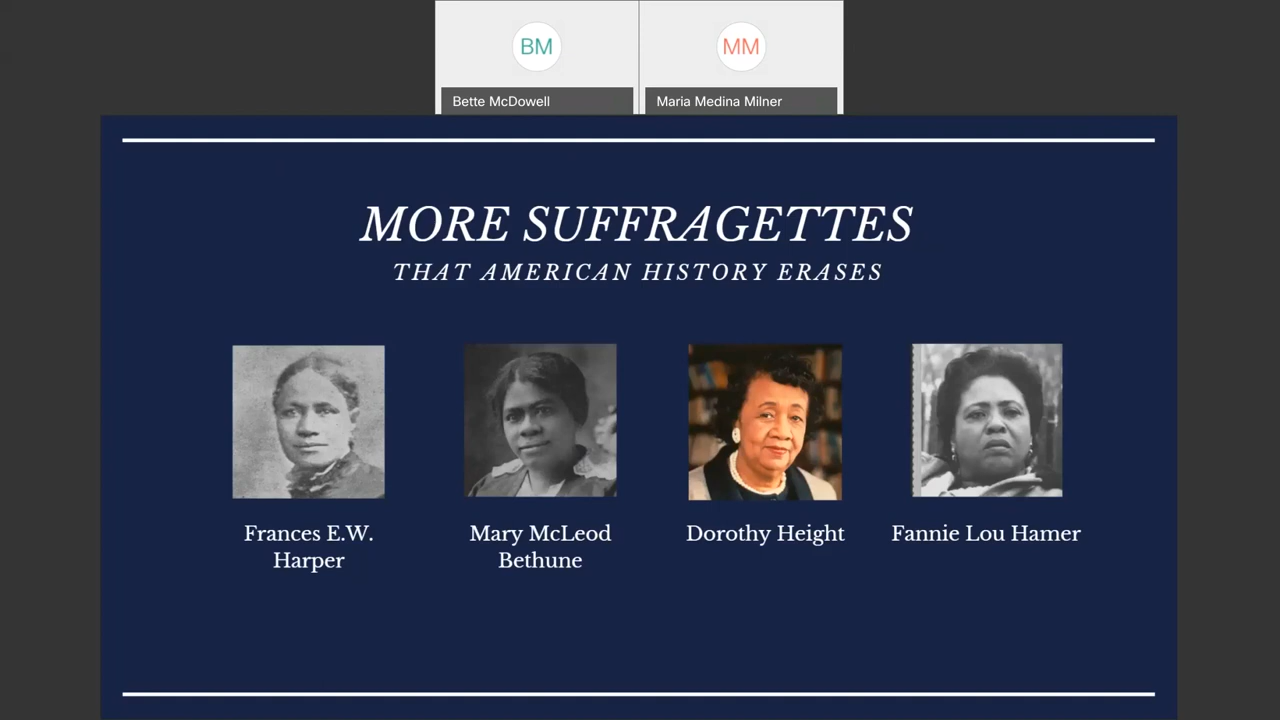 BM
MM
Bette McDowell
Maria Medina Milner
MORE SUFFRAGETTES
THAT AMERICAN HISTORY ERASES
Frances E.W.
Harper
Mary McLeod
Bethune
Dorothy Height
Fannie Lou Hamer